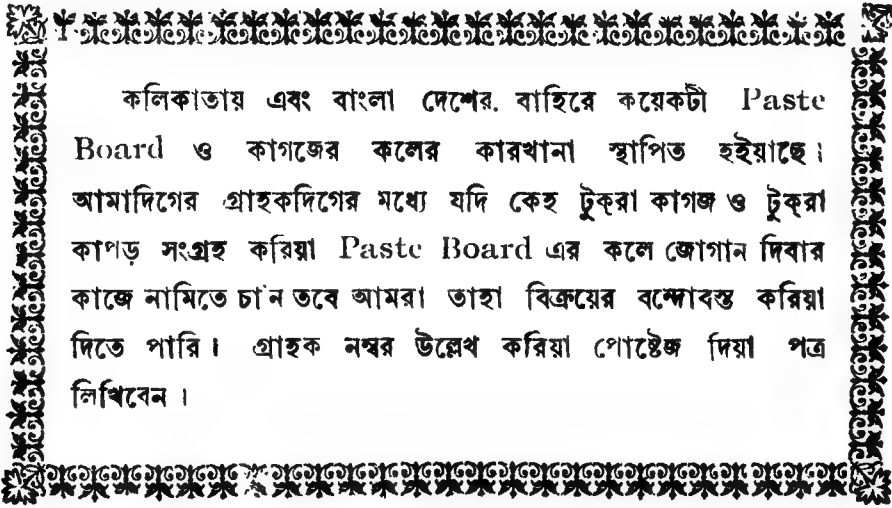 কলিকাতায় এবং বাংলা দেশের বাহিরে কয়েকটী Paste
Board ও কাগজের কলের কারখানা স্থাপিত হইয়াছে।
আমাদিগের গ্রাহকদিগের মধ্যে যদি কেহ টুক্‌রা কাগজ ও টুক্‌রা
কাপড় সংগ্রহ করিয়া Paste Board এর কলে জোগান দিবার
কাজে নামিতে চা'ন তবে আমরা তাহা বিক্রয়ের বন্দোবস্ত করিয়া
দিতে পারি। গ্রাহক নম্বর উল্লেখ করিয়া পোষ্টেজ দিয়া পত্র
লিখিবেন।